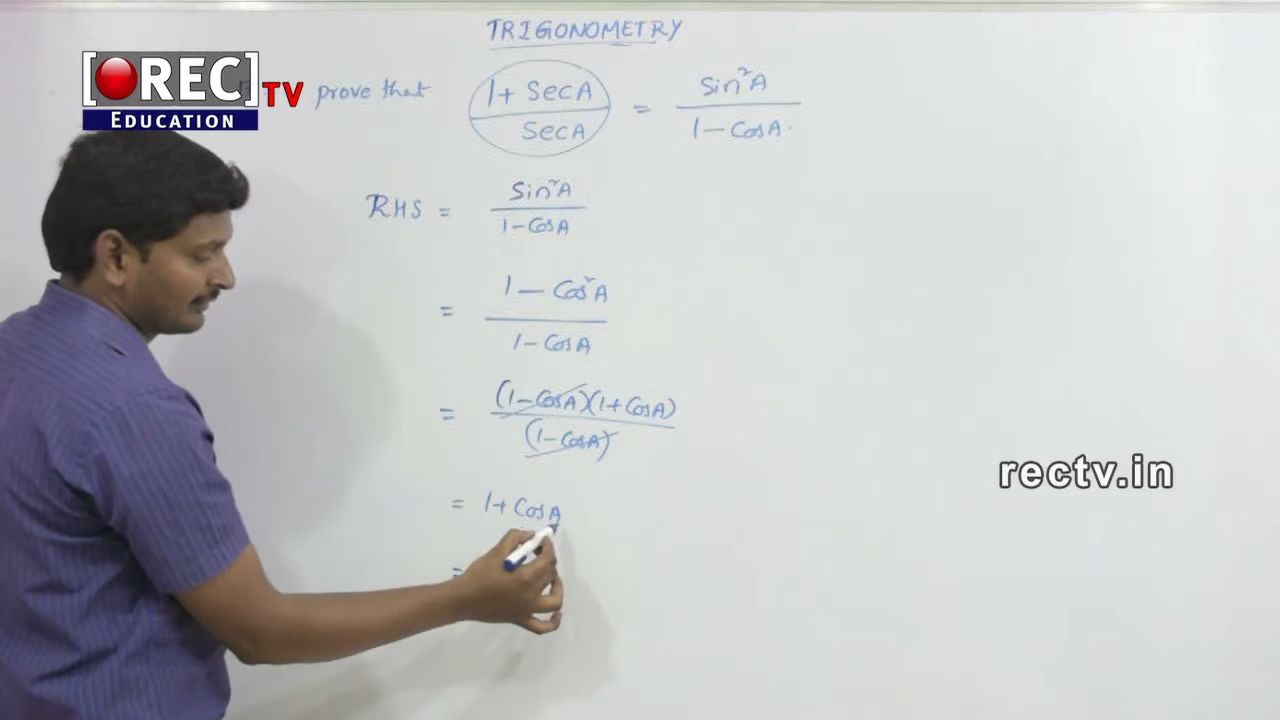 TRIGONOMETRY
[REC] TV
EDUCATION
prove that 1 + SecA / SecA = Sin²A / 1 - CosA
RHS = Sin²A / 1 - CosA
= 1 - Cos²A / 1 - CosA
= (1 - CosA)(1 + CosA) / (1 - CosA)
rectv.in
= 1 + CosA
=